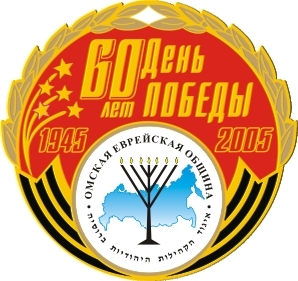 60 День
лет ПОБЕДЫ
1945 2005
• ОМСКАЯ ЕВРЕЙСКАЯ ОБЩИНА •
איגוד הקהילות היהודיות ברוסיה